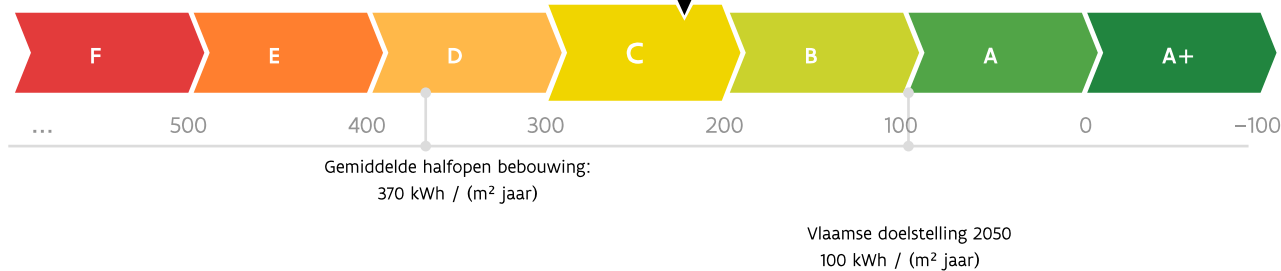 F E D C B A A+
... 500 400 300 200 100 0 –100
Gemiddelde halfopen bebouwing:
370 kWh / (m² jaar)
Vlaamse doelstelling 2050
100 kWh / (m² jaar)